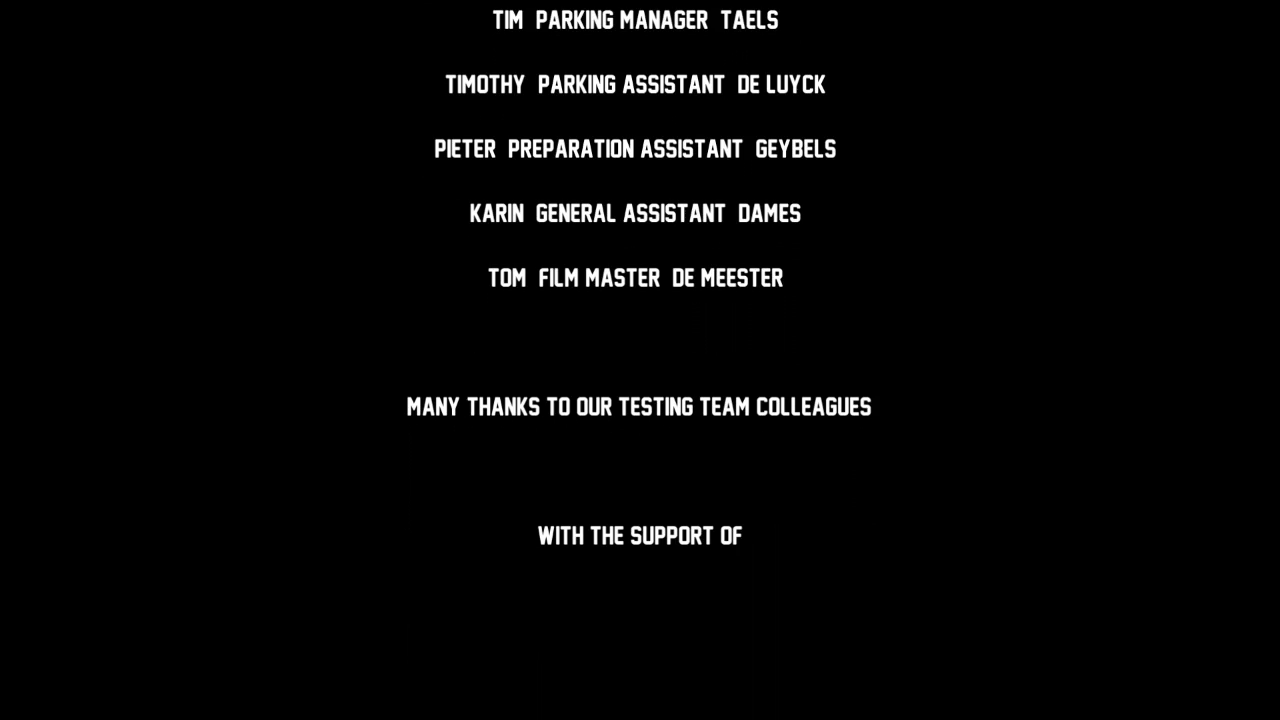 TIM PARKING MANAGER TAELS
TIMOTHY PARKING ASSISTANT DE LUYCK
PIETER PREPARATION ASSISTANT GEYBELS
KARIN GENERAL ASSISTANT DAMES
TOM FILM MASTER DE MEESTER
MANY THANKS TO OUR TESTING TEAM COLLEAGUES
WITH THE SUPPORT OF